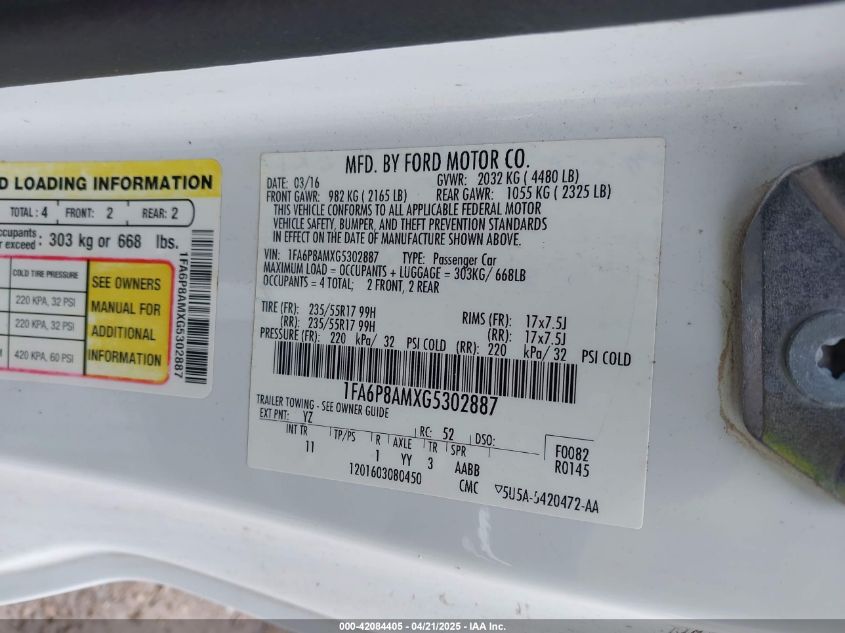 D LOADING INFORMATION
TOTAL: 4 FRONT: 2 REAR: 2
ccupants
r exceed: 303 kg or 668 lbs.
COLD TIRE PRESSURE
220 KPA, 32 PSI
220 KPA, 32 PSI
420 KPA, 60 PSI
SEE OWNERS
MANUAL FOR
ADDITIONAL
INFORMATION
1FA6P8AMXG5302887
MFD. BY FORD MOTOR CO.
DATE: 03/16 GVWR: 2032 KG ( 4480 LB)
FRONT GAWR: 982 KG ( 2165 LB) REAR GAWR: 1055 KG ( 2325 LB)
THIS VEHICLE CONFORMS TO ALL APPLICABLE FEDERAL MOTOR
VEHICLE SAFETY, BUMPER, AND THEFT PREVENTION STANDARDS
IN EFFECT ON THE DATE OF MANUFACTURE SHOWN ABOVE.
VIN: 1FA6P8AMXG5302887 TYPE: Passenger Car
MAXIMUM LOAD = OCCUPANTS + LUGGAGE = 303KG/ 668LB
OCCUPANTS = 4 TOTAL; 2 FRONT, 2 REAR
TIRE (FR): 235/55R17 99H RIMS (FR): 17x7.5J
(RR): 235/55R17 99H (RR): 17x7.5J
PRESSURE (FR): 220 kPa/ 32 PSI COLD (RR): 220 kPa/ 32 PSI COLD
1FA6P8AMXG5302887
TRAILER TOWING - SEE OWNER GUIDE
EXT PNT: YZ RC: 52 DSO:
INT TR TP/PS R AXLE TR SPR F0082
11 1 YY 3 AABB R0145
1201603080450 CMC ▽5U5A-5420472-AA
000-42084405 - 04/21/2025 - IAA Inc.